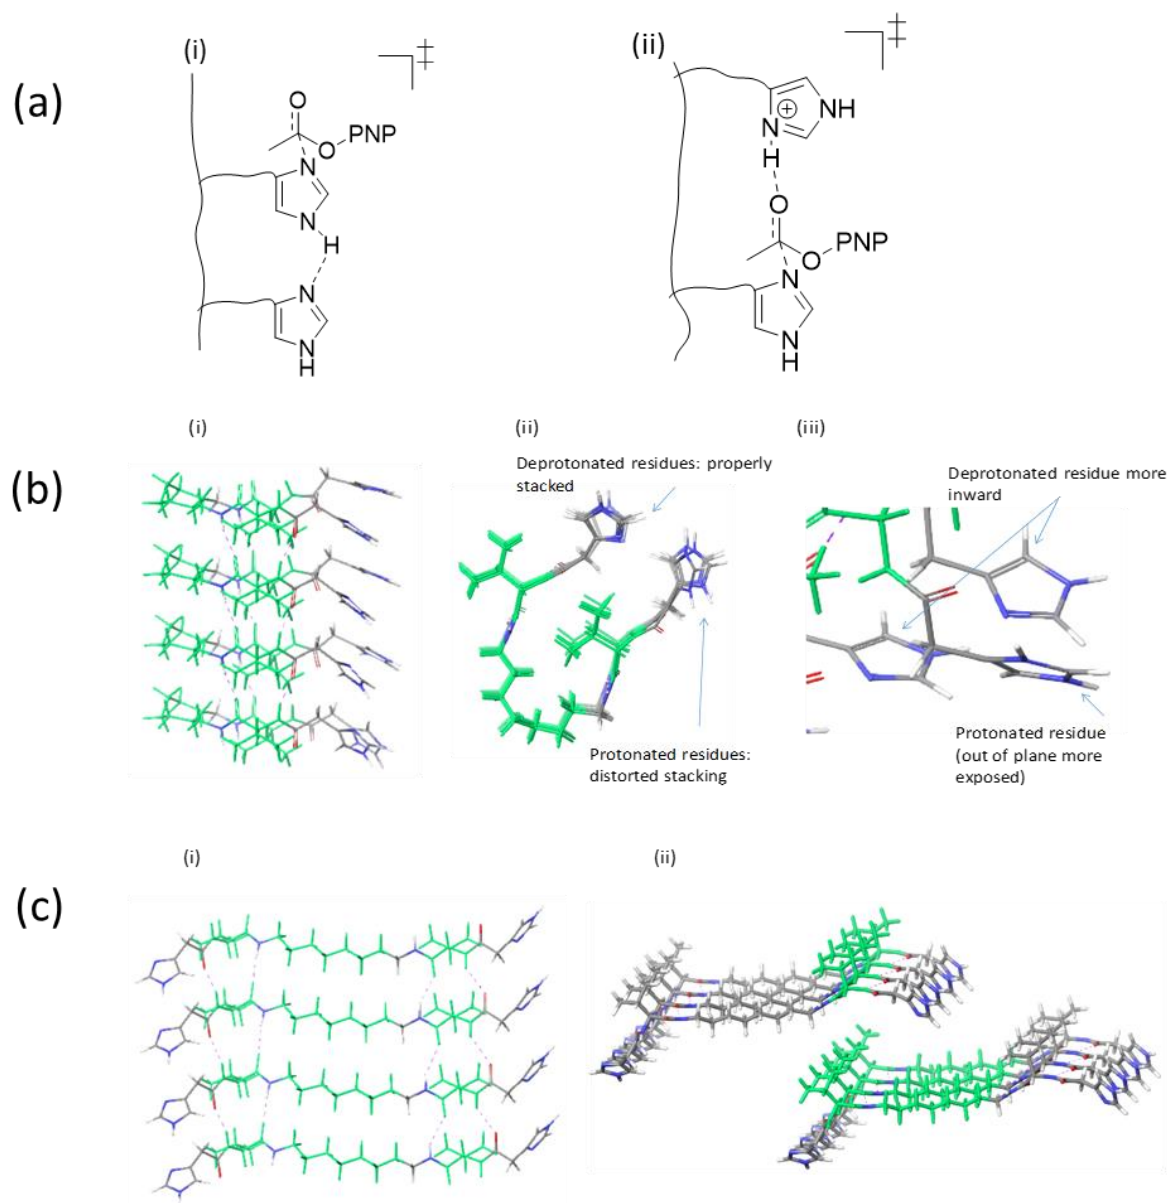 (a)
(i)
‡
O
O
PNP
N
N
H
N
N
H
(ii)
‡
NH
⊕
N
H
O
O
PNP
N
N
H
(b)
(i)
(ii)
Deprotonated residues: properly
stacked
Protonated residues:
distorted stacking
(iii)
Deprotonated residue more
inward
Protonated residue
(out of plane more
exposed)
(c)
(i)
(ii)